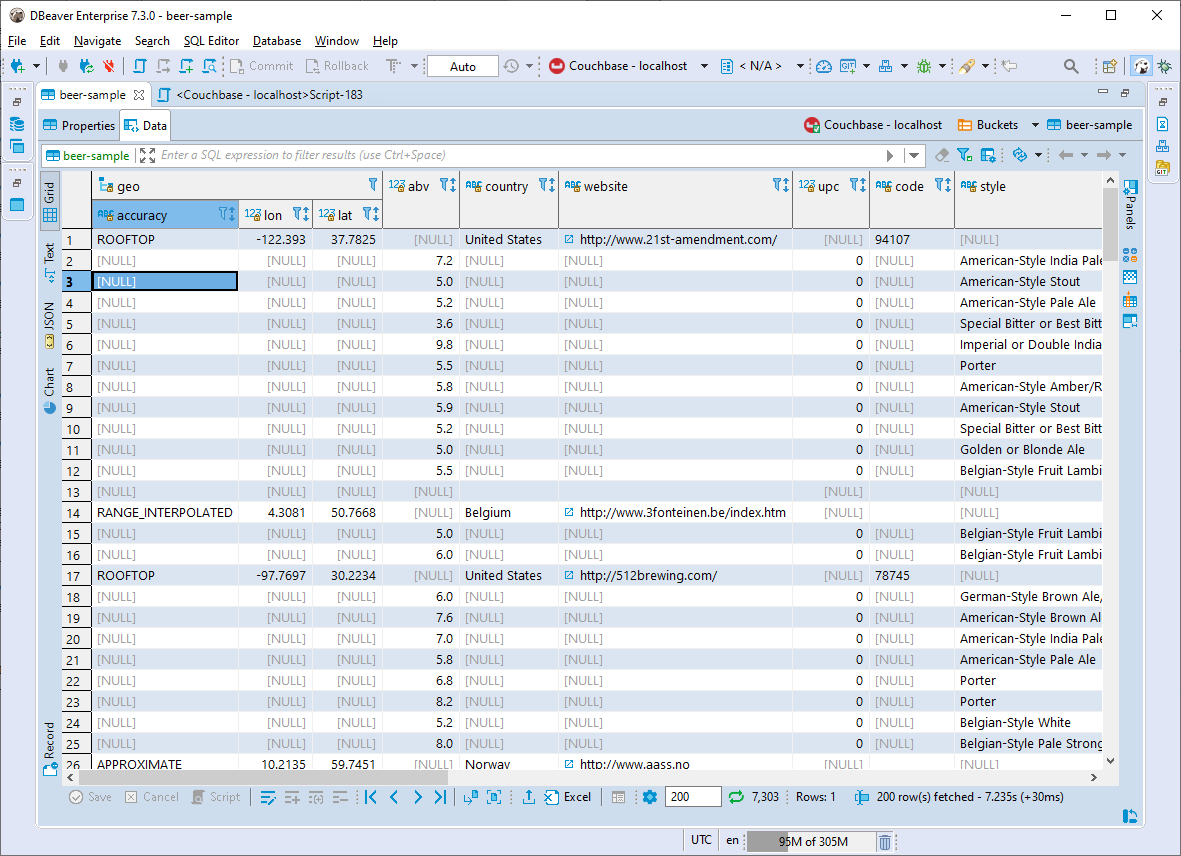 DBeaver Enterprise 7.3.0 - beer-sample
File Edit Navigate Search SQL Editor Database Window Help
Commit Rollback Auto Couchbase - localhost < N/A >
beer-sample <Couchbase - localhost>Script-183
Properties Data Couchbase - localhost Buckets beer-sample
beer-sample Enter a SQL expression to filter results (use Ctrl+Space)
Grid
Text
JSON
Chart
Record
Panels
geo abv country website upc code style
accuracy lon lat
1 ROOFTOP -122.393 37.7825 [NULL] United States http://www.21st-amendment.com/ [NULL] 94107 [NULL]
2 [NULL] [NULL] [NULL] 7.2 [NULL] [NULL] 0 [NULL] American-Style India Pale
3 [NULL] [NULL] [NULL] 5.0 [NULL] [NULL] 0 [NULL] American-Style Stout
4 [NULL] [NULL] [NULL] 5.2 [NULL] [NULL] 0 [NULL] American-Style Pale Ale
5 [NULL] [NULL] [NULL] 3.6 [NULL] [NULL] 0 [NULL] Special Bitter or Best Bitt
6 [NULL] [NULL] [NULL] 9.8 [NULL] [NULL] 0 [NULL] Imperial or Double India
7 [NULL] [NULL] [NULL] 5.5 [NULL] [NULL] 0 [NULL] Porter
8 [NULL] [NULL] [NULL] 5.8 [NULL] [NULL] 0 [NULL] American-Style Amber/R
9 [NULL] [NULL] [NULL] 5.9 [NULL] [NULL] 0 [NULL] American-Style Stout
10 [NULL] [NULL] [NULL] 5.2 [NULL] [NULL] 0 [NULL] Special Bitter or Best Bitt
11 [NULL] [NULL] [NULL] 5.0 [NULL] [NULL] 0 [NULL] Golden or Blonde Ale
12 [NULL] [NULL] [NULL] 5.5 [NULL] [NULL] 0 [NULL] Belgian-Style Fruit Lambi
13 [NULL] [NULL] [NULL] [NULL] [NULL] [NULL]
14 RANGE_INTERPOLATED 4.3081 50.7668 [NULL] Belgium http://www.3fonteinen.be/index.htm [NULL] [NULL]
15 [NULL] [NULL] [NULL] 5.0 [NULL] [NULL] 0 [NULL] Belgian-Style Fruit Lambi
16 [NULL] [NULL] [NULL] 6.0 [NULL] [NULL] 0 [NULL] Belgian-Style Fruit Lambi
17 ROOFTOP -97.7697 30.2234 [NULL] United States http://512brewing.com/ [NULL] 78745 [NULL]
18 [NULL] [NULL] [NULL] 6.0 [NULL] [NULL] 0 [NULL] German-Style Brown Ale/
19 [NULL] [NULL] [NULL] 7.6 [NULL] [NULL] 0 [NULL] American-Style Brown Al
20 [NULL] [NULL] [NULL] 7.0 [NULL] [NULL] 0 [NULL] American-Style India Pale
21 [NULL] [NULL] [NULL] 5.8 [NULL] [NULL] 0 [NULL] American-Style Pale Ale
22 [NULL] [NULL] [NULL] 6.8 [NULL] [NULL] 0 [NULL] Porter
23 [NULL] [NULL] [NULL] 8.2 [NULL] [NULL] 0 [NULL] Porter
24 [NULL] [NULL] [NULL] 5.2 [NULL] [NULL] 0 [NULL] Belgian-Style White
25 [NULL] [NULL] [NULL] 8.0 [NULL] [NULL] 0 [NULL] Belgian-Style Pale Strong
26 APPROXIMATE 10.2135 59.7451 [NULL] Norway http://www.aass.no [NULL] [NULL]
Save Cancel Script Excel 200 7,303 Rows: 1 200 row(s) fetched - 7.235s (+30ms)
UTC en 95M of 305M